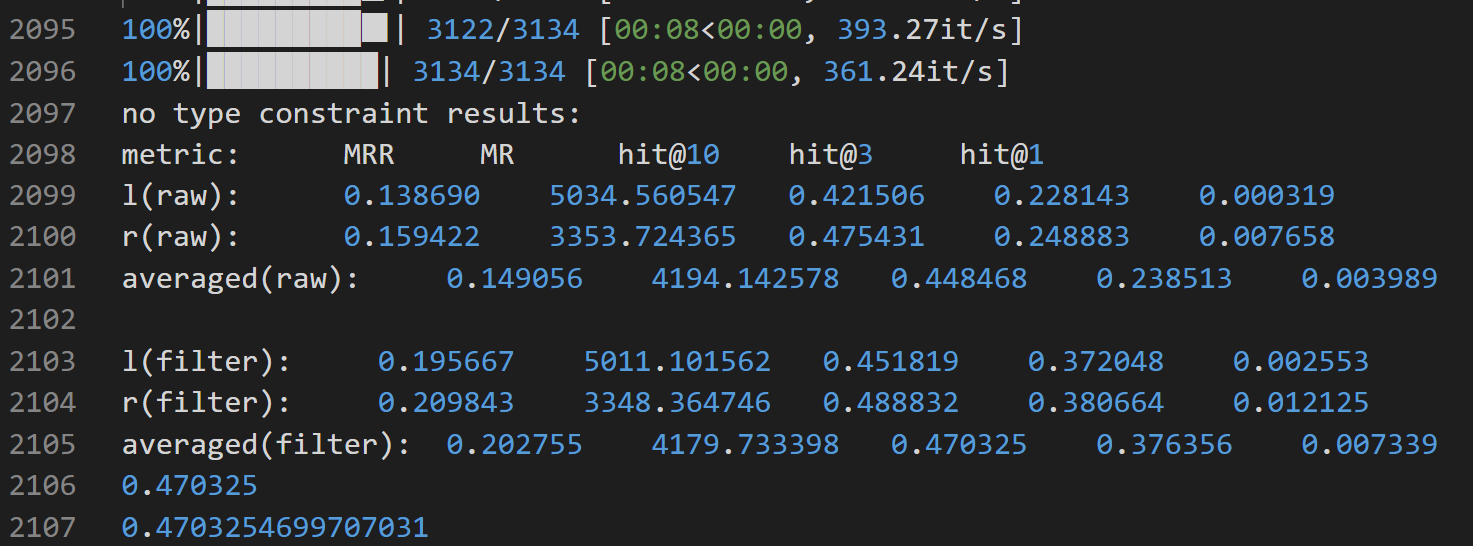 2095 100%|██████████▉| 3122/3134 [00:08<00:00, 393.27it/s]
2096 100%|██████████| 3134/3134 [00:08<00:00, 361.24it/s]
2097 no type constraint results:
2098 metric: MRR MR hit@10 hit@3 hit@1
2099 l(raw): 0.138690 5034.560547 0.421506 0.228143 0.000319
2100 r(raw): 0.159422 3353.724365 0.475431 0.248883 0.007658
2101 averaged(raw): 0.149056 4194.142578 0.448468 0.238513 0.003989
2102
2103 l(filter): 0.195667 5011.101562 0.451819 0.372048 0.002553
2104 r(filter): 0.209843 3348.364746 0.488832 0.380664 0.012125
2105 averaged(filter): 0.202755 4179.733398 0.470325 0.376356 0.007339
2106 0.470325
2107 0.4703254699707031